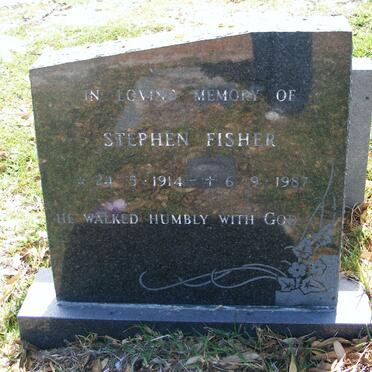 IN LOVING MEMORY OF
STEPHEN FISHER
* 24 · 5 · 1914 - + 6 · 9 · 1987
HE WALKED HUMBLY WITH GOD